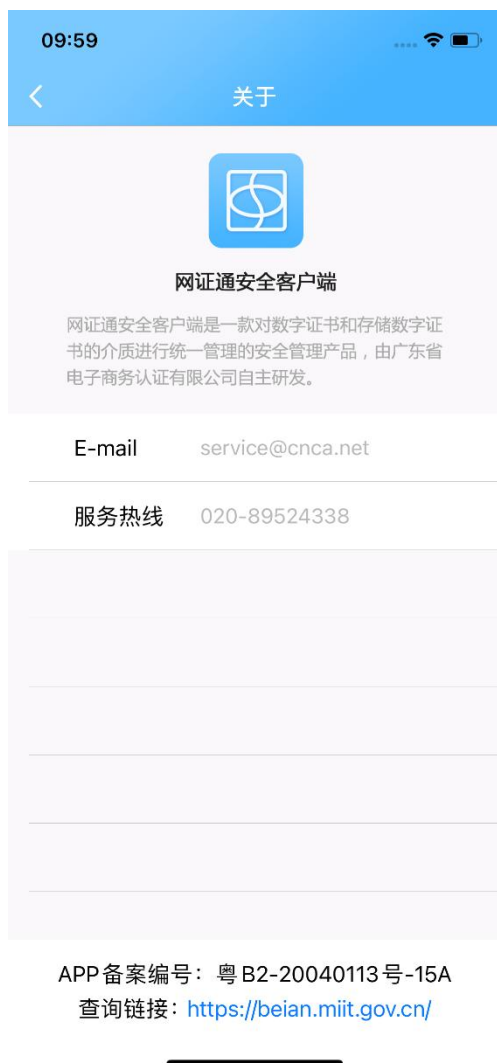 09:59
关于
网证通安全客户端
网证通安全客户端是一款对数字证书和存储数字证
书的介质进行统一管理的安全管理产品，由广东省
电子商务认证有限公司自主研发。
E-mail service@cnca.net
服务热线 020-89524338
APP备案编号：粤B2-20040113号-15A
查询链接：https://beian.miit.gov.cn/